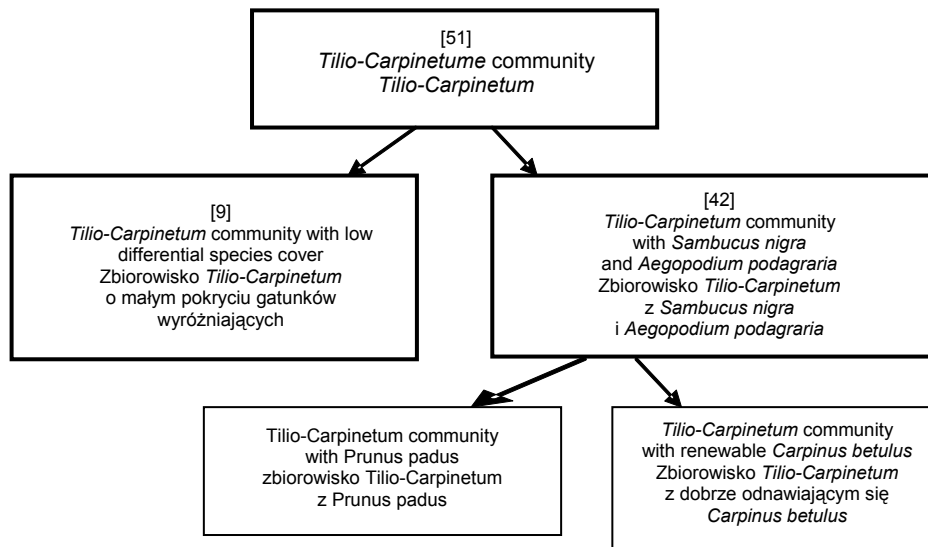 [51]
Tilio-Carpinetume community
Tilio-Carpinetum
[9]
Tilio-Carpinetum community with low
differential species cover
Zbiorowisko Tilio-Carpinetum
o małym pokryciu gatunków
wyróżniających
[42]
Tilio-Carpinetum community
with Sambucus nigra
and Aegopodium podagraria
Zbiorowisko Tilio-Carpinetum
z Sambucus nigra
i Aegopodium podagraria
Tilio-Carpinetum community
with Prunus padus
zbiorowisko Tilio-Carpinetum
z Prunus padus
Tilio-Carpinetum community
with renewable Carpinus betulus
Zbiorowisko Tilio-Carpinetum
z dobrze odnawiającym się
Carpinus betulus